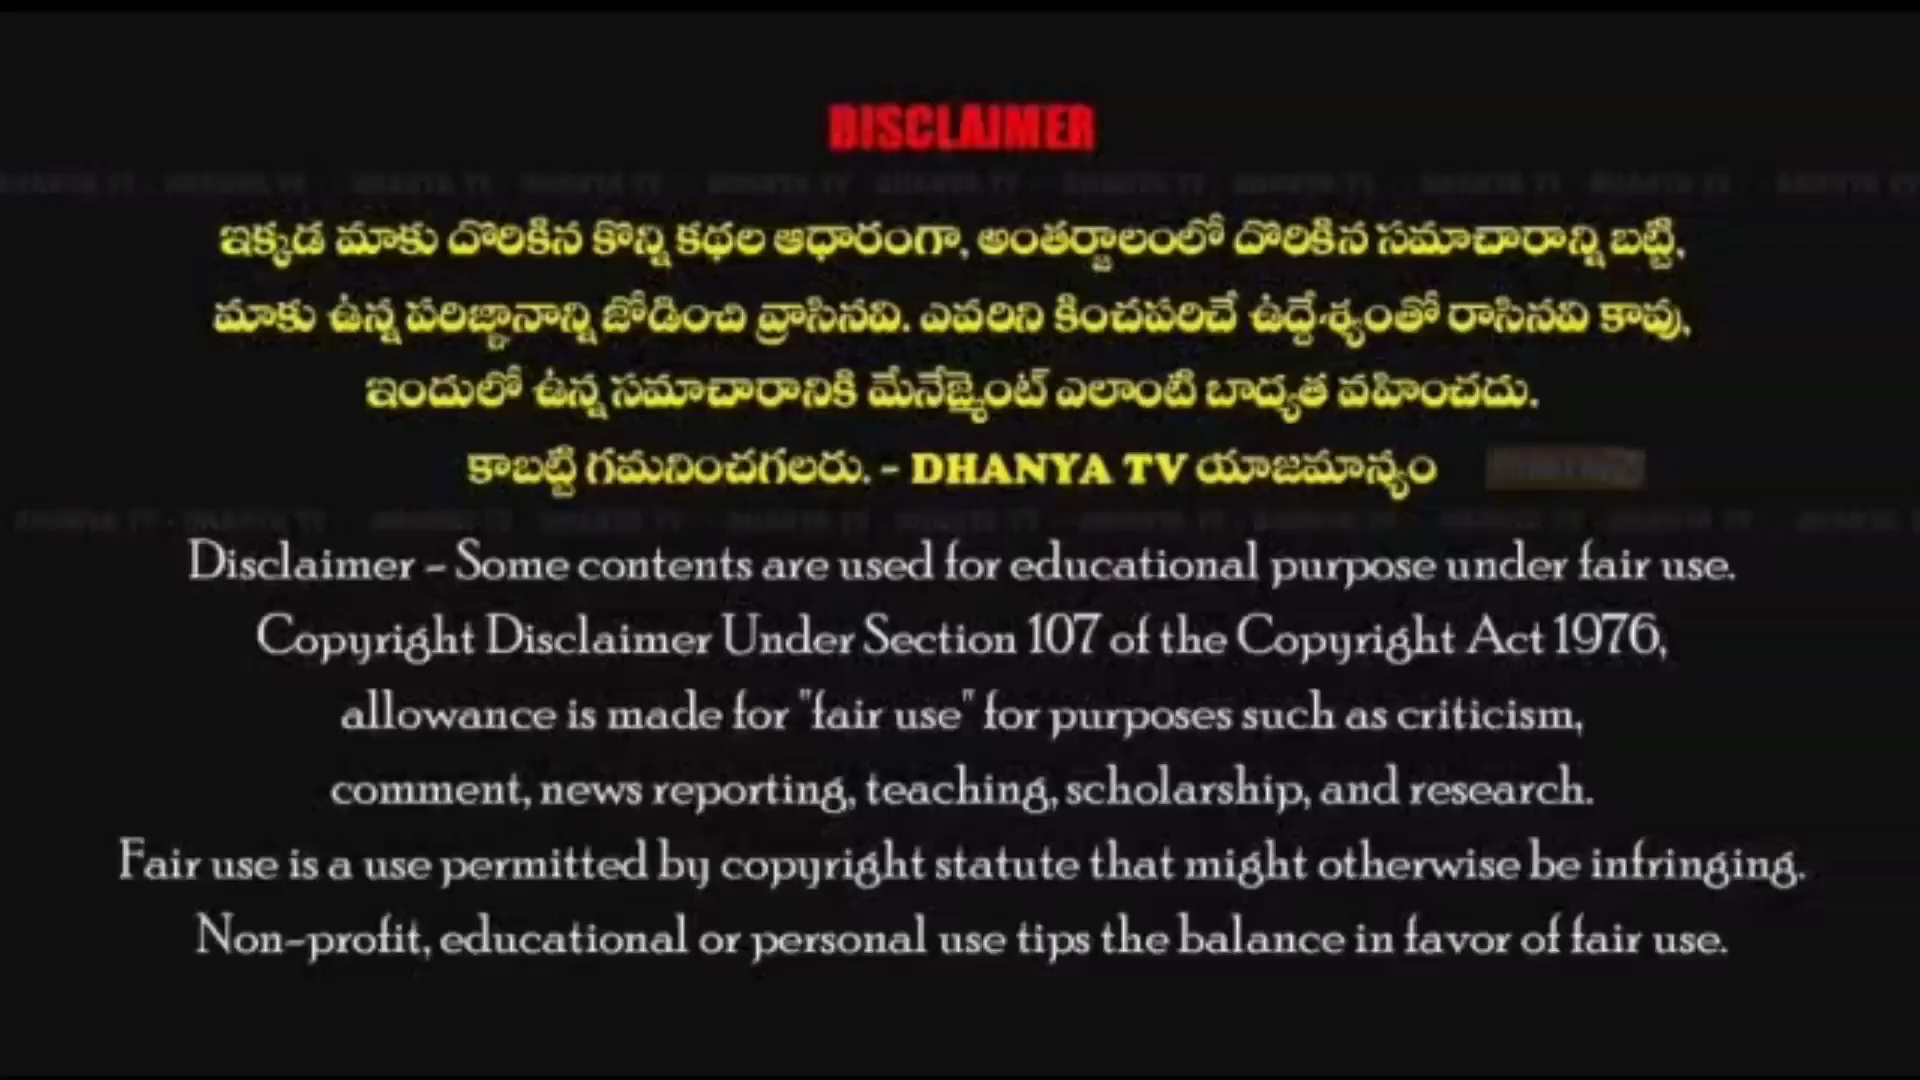 DISCLAIMER
ఇక్కడ మాకు దొరికిన కొన్ని కథల ఆధారంగా, అంతర్జాలంలో దొరికిన సమాచారాన్ని బట్టి,
మాకు ఉన్న పరిజ్ఞానాన్ని జోడించి వ్రాసినవి. ఎవరిని కించపరిచే ఉద్దేశ్యంతో రాసినవి కావు,
ఇందులో ఉన్న సమాచారానికి మేనేజ్మెంట్ ఎలాంటి బాద్యత వహించదు.
కాబట్టి గమనించగలరు. - DHANYA TV యాజమాన్యం
Disclaimer - Some contents are used for educational purpose under fair use.
Copyright Disclaimer Under Section 107 of the Copyright Act 1976,
allowance is made for "fair use" for purposes such as criticism,
comment, news reporting, teaching, scholarship, and research.
Fair use is a use permitted by copyright statute that might otherwise be infringing.
Non-profit, educational or personal use tips the balance in favor of fair use.